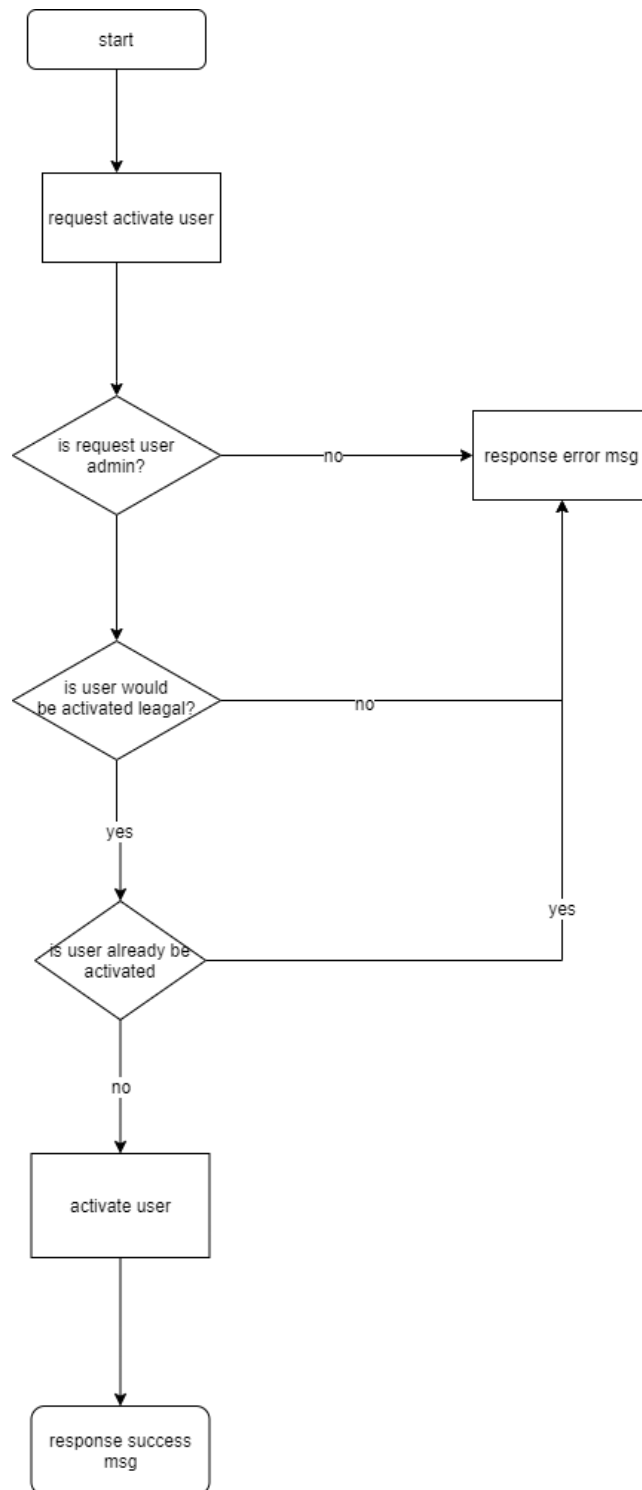 start
request activate user
is request user
admin?
no
response error msg
is user would
be activated leagal?
no
yes
yes
is user already be
activated
no
activate user
response success
msg